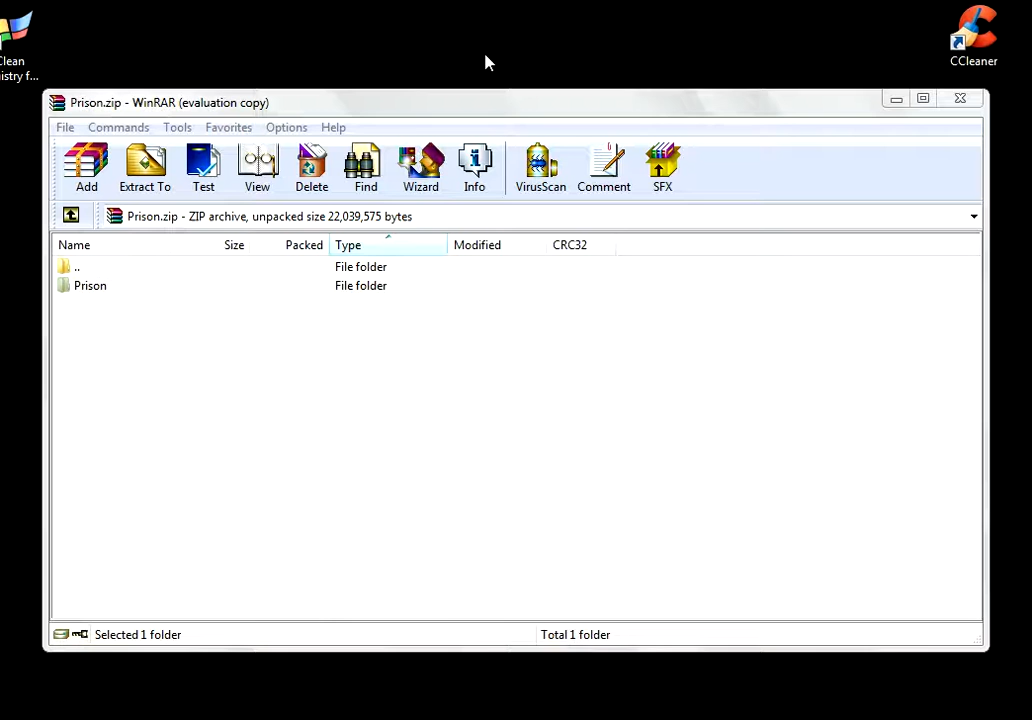 Clean
istry f...
CCleaner
Prison.zip - WinRAR (evaluation copy)
File Commands Tools Favorites Options Help
Add Extract To Test View Delete Find Wizard Info VirusScan Comment SFX
Prison.zip - ZIP archive, unpacked size 22,039,575 bytes
Name Size Packed Type Modified CRC32
.. File folder
Prison File folder
Selected 1 folder Total 1 folder